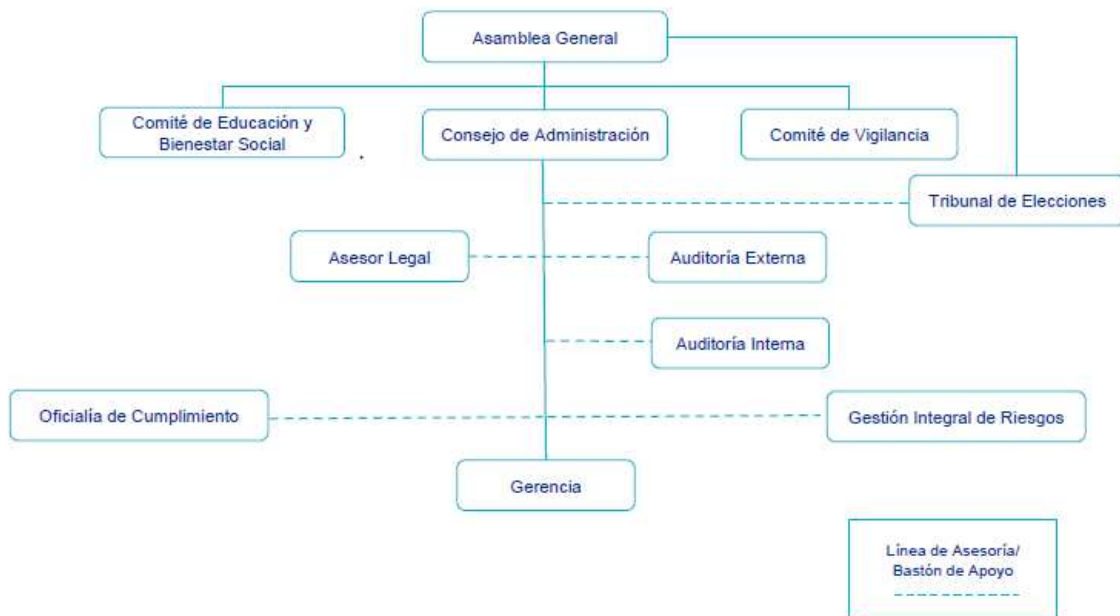 Asamblea General
Comité de Educación y
Bienestar Social
Consejo de Administración
Comité de Vigilancia
Tribunal de Elecciones
Asesor Legal
Auditoría Externa
Auditoría Interna
Oficialía de Cumplimiento
Gestión Integral de Riesgos
Gerencia
Línea de Asesoría/
Bastón de Apoyo